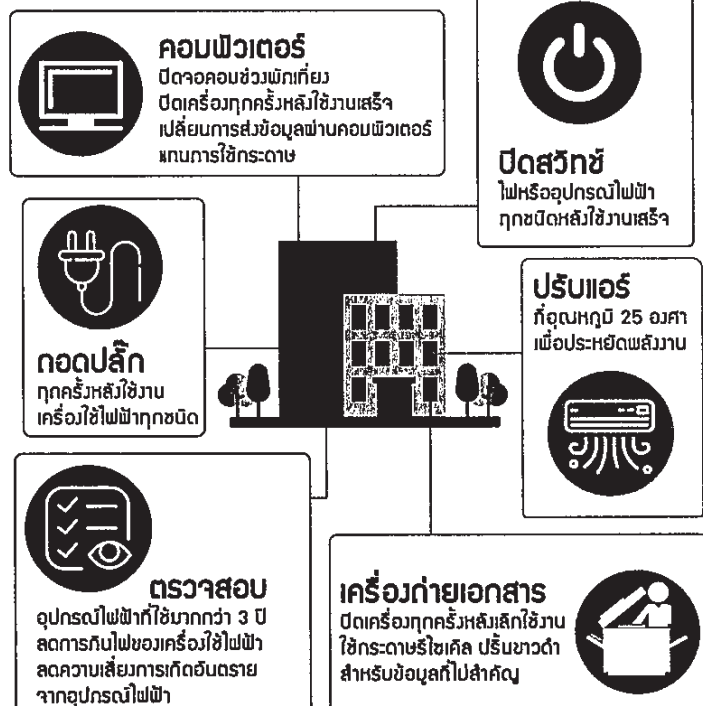 คอมพิวเตอร์
ปิดจอคอมช่วงพักเที่ยง
ปิดเครื่องทุกครั้งหลังใช้งานเสร็จ
เปลี่ยนการส่งข้อมูลผ่านคอมพิวเตอร์
แทนการใช้กระดาษ
ปิดสวิทช์
ไฟหรืออุปกรณ์ไฟฟ้า
ทุกชนิดหลังใช้งานเสร็จ
ถอดปลั๊ก
ทุกครั้งหลังใช้งาน
เครื่องใช้ไฟฟ้าทุกชนิด
ปรับแอร์
ที่อุณหภูมิ 25 องศา
เพื่อประหยัดพลังงาน
ตรวจสอบ
อุปกรณ์ไฟฟ้าที่ใช้มากกว่า 3 ปี
ลดการกินไฟของเครื่องใช้ไฟฟ้า
ลดความเสี่ยงการเกิดอันตราย
จากอุปกรณ์ไฟฟ้า
เครื่องถ่ายเอกสาร
ปิดเครื่องทุกครั้งหลังเลิกใช้งาน
ใช้กระดาษรีไซเคิล ปริ้นขาวดำ
สำหรับข้อมูลที่ไม่สำคัญ